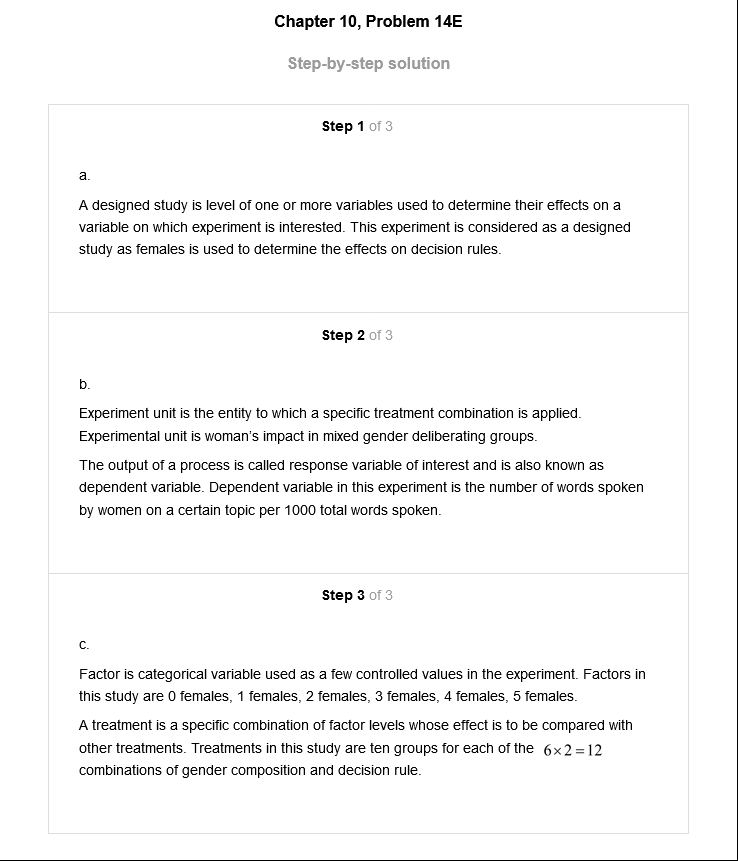 Chapter 10, Problem 14E
Step-by-step solution
Step 1 of 3
a.
A designed study is level of one or more variables used to determine their effects on a
variable on which experiment is interested. This experiment is considered as a designed
study as females is used to determine the effects on decision rules.
Step 2 of 3
b.
Experiment unit is the entity to which a specific treatment combination is applied.
Experimental unit is woman's impact in mixed gender deliberating groups.
The output of a process is called response variable of interest and is also known as
dependent variable. Dependent variable in this experiment is the number of words spoken
by women on a certain topic per 1000 total words spoken.
Step 3 of 3
c.
Factor is categorical variable used as a few controlled values in the experiment. Factors in
this study are 0 females, 1 females, 2 females, 3 females, 4 females, 5 females.
A treatment is a specific combination of factor levels whose effect is to be compared with
other treatments. Treatments in this study are ten groups for each of the 6×2=12
combinations of gender composition and decision rule.